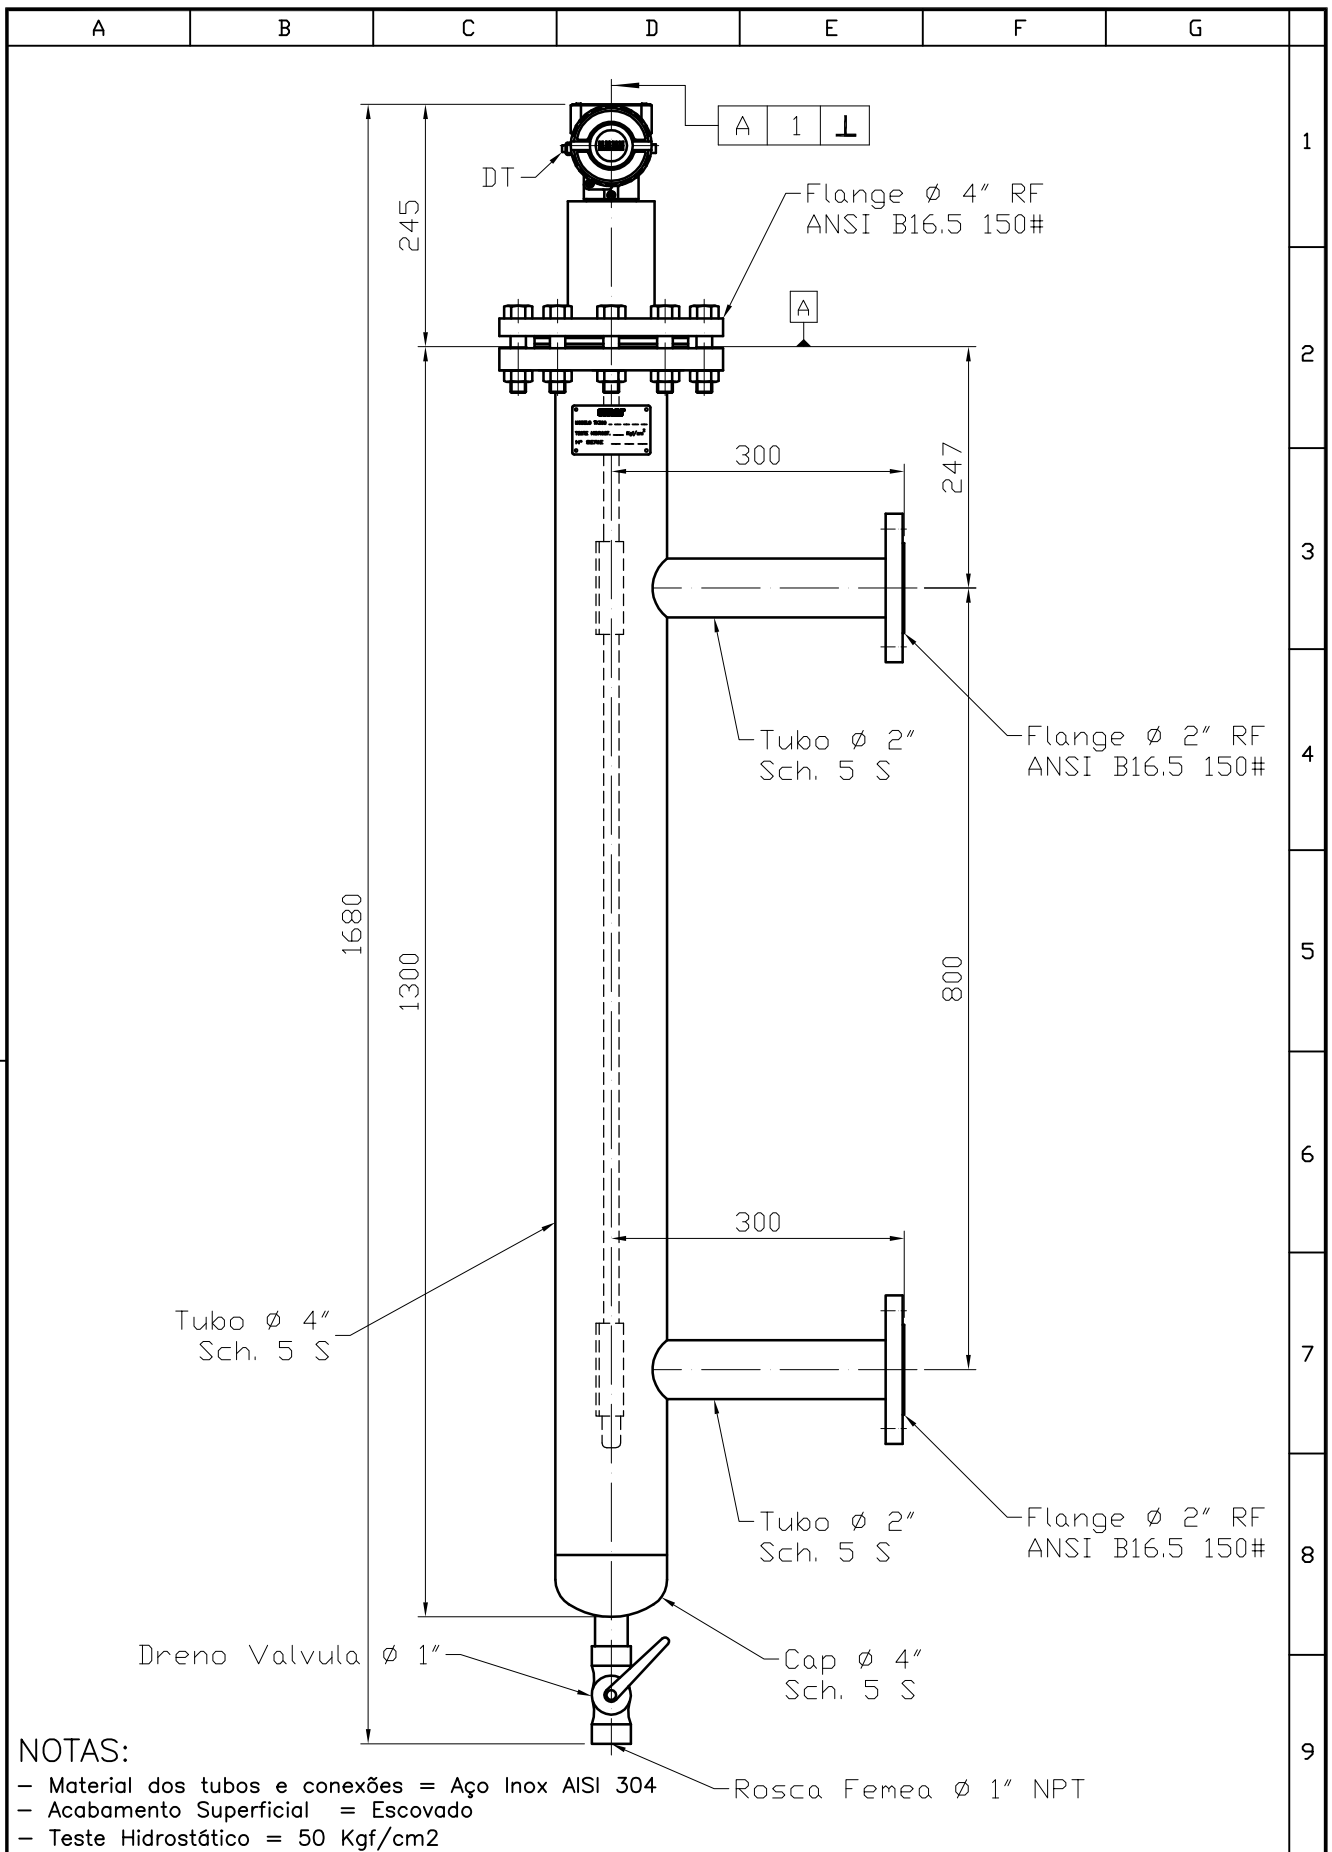 A B C D E F G
1
2
3
4
5
6
7
8
9
A 1 ⊥
DT
Flange Ø 4" RF
ANSI B16.5 150#
245
A
300
247
Tubo Ø 2"
Sch. 5 S
Flange Ø 2" RF
ANSI B16.5 150#
1680
1300
800
300
Tubo Ø 4"
Sch. 5 S
Tubo Ø 2"
Sch. 5 S
Flange Ø 2" RF
ANSI B16.5 150#
Dreno Valvula Ø 1"
Cap Ø 4"
Sch. 5 S
Rosca Femea Ø 1" NPT
NOTAS:
– Material dos tubos e conexões = Aço Inox AISI 304
– Acabamento Superficial = Escovado
– Teste Hidrostático = 50 Kgf/cm2